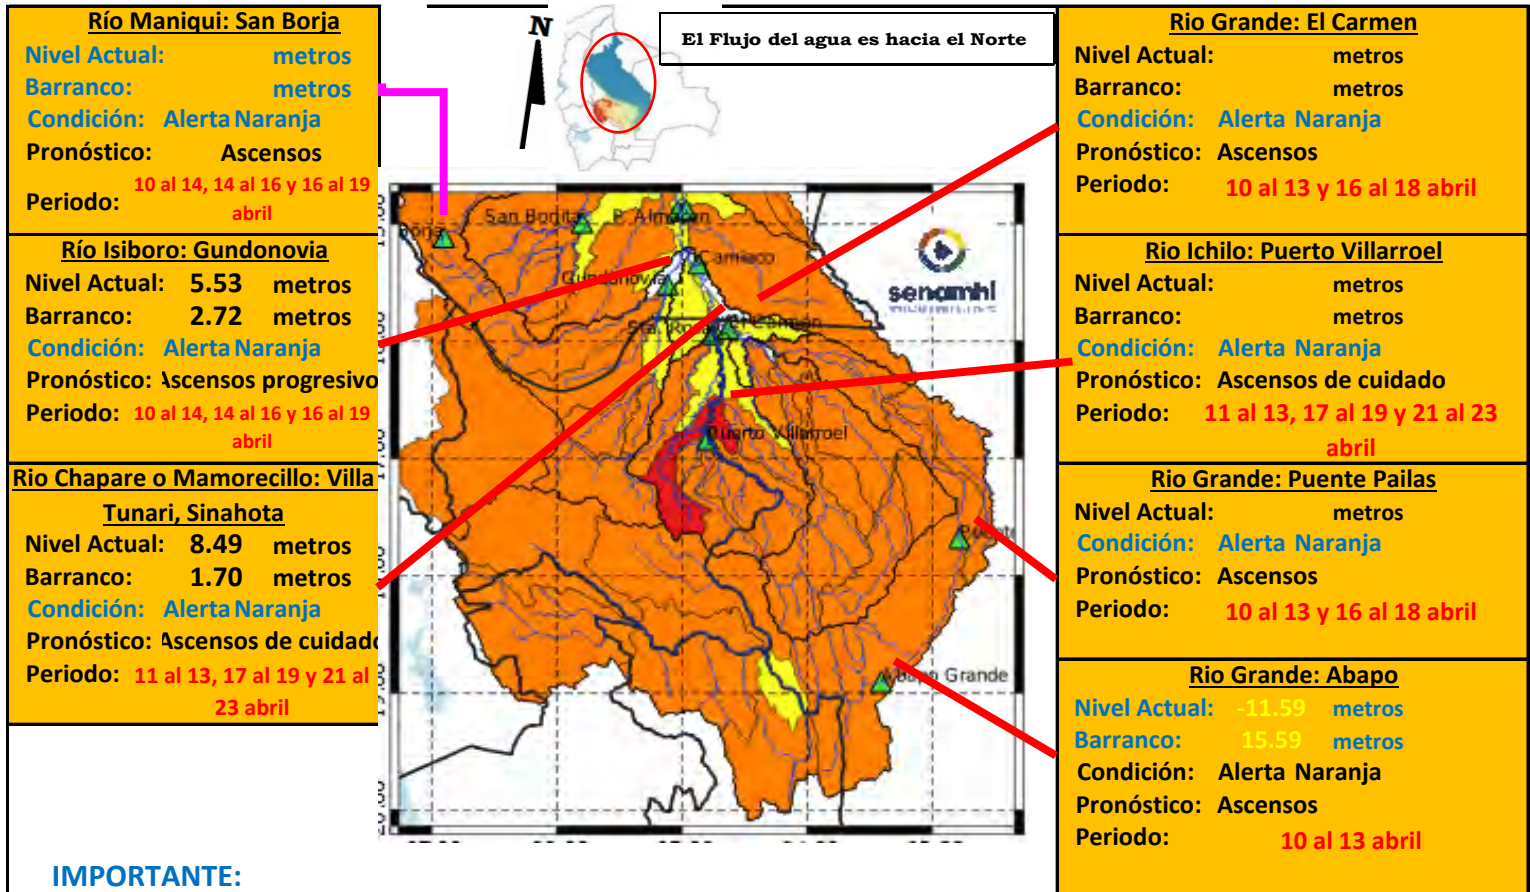 Río Maniqui: San Borja
Nivel Actual: metros
Barranco: metros
Condición: Alerta Naranja
Pronóstico: Ascensos
Periodo: 10 al 14, 14 al 16 y 16 al 19
abril
Río Isiboro: Gundonovia
Nivel Actual: 5.53 metros
Barranco: 2.72 metros
Condición: Alerta Naranja
Pronóstico: Ascensos progresivo
Periodo: 10 al 14, 14 al 16 y 16 al 19
abril
Rio Chapare o Mamorecillo: Villa
Tunari, Sinahota
Nivel Actual: 8.49 metros
Barranco: 1.70 metros
Condición: Alerta Naranja
Pronóstico: Ascensos de cuidado
Periodo: 11 al 13, 17 al 19 y 21 al
23 abril
IMPORTANTE:
N
El Flujo del agua es hacia el Norte
San Bonita P. Almacen
Borja
Camiaco
Gundonovia
senamhi
Sta. Rosa El Carmen
Puerto Villarroel
Abapo Grande
Rio Grande: El Carmen
Nivel Actual: metros
Barranco: metros
Condición: Alerta Naranja
Pronóstico: Ascensos
Periodo: 10 al 13 y 16 al 18 abril
Rio Ichilo: Puerto Villarroel
Nivel Actual: metros
Barranco: metros
Condición: Alerta Naranja
Pronóstico: Ascensos de cuidado
Periodo: 11 al 13, 17 al 19 y 21 al 23
abril
Rio Grande: Puente Pailas
Nivel Actual: metros
Condición: Alerta Naranja
Pronóstico: Ascensos
Periodo: 10 al 13 y 16 al 18 abril
Rio Grande: Abapo
Nivel Actual: -11.59 metros
Barranco: 15.59 metros
Condición: Alerta Naranja
Pronóstico: Ascensos
Periodo: 10 al 13 abril